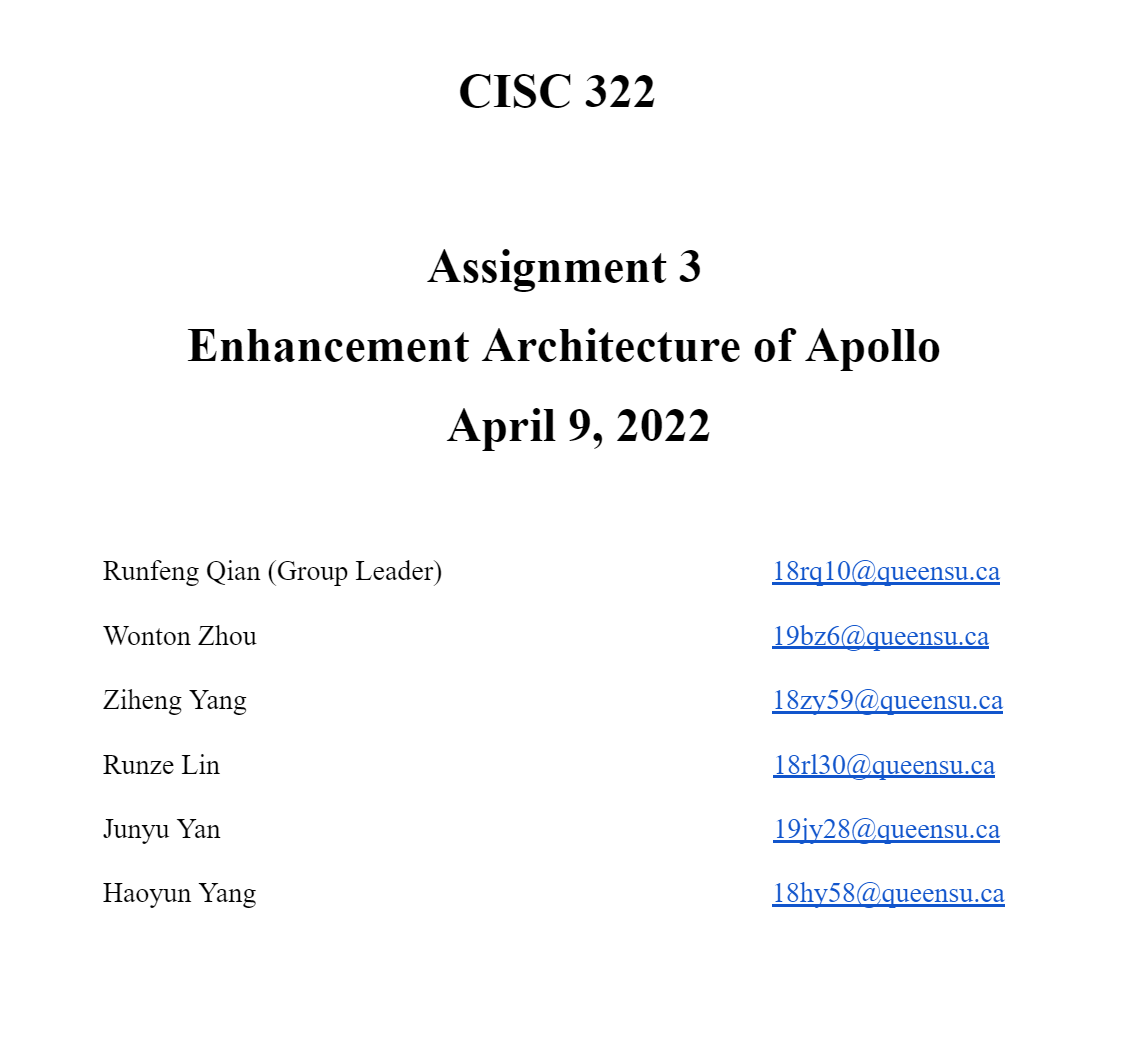 CISC 322
Assignment 3
Enhancement Architecture of Apollo
April 9, 2022
Runfeng Qian (Group Leader) 18rq10@queensu.ca
Wonton Zhou 19bz6@queensu.ca
Ziheng Yang 18zy59@queensu.ca
Runze Lin 18rl30@queensu.ca
Junyu Yan 19jy28@queensu.ca
Haoyun Yang 18hy58@queensu.ca